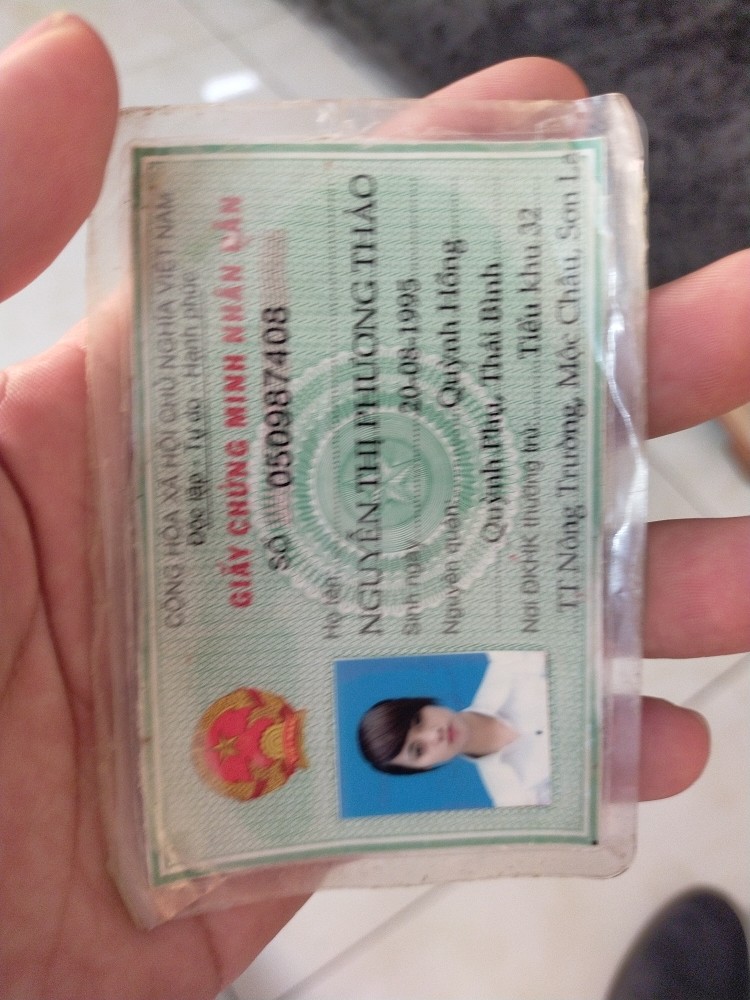 CỘNG HÒA XÃ HỘI CHỦ NGHĨA VIỆT NAM
Độc lập - Tự do - Hạnh phúc
GIẤY CHỨNG MINH NHÂN DÂN
SỐ 050987408
Họ tên
NGUYỄN THỊ PHƯƠNG THẢO
Sinh ngày 20-08-1995
Nguyên quán Quỳnh Hồng
Quỳnh Phụ, Thái Bình
Nơi ĐKHK thường trú Tiểu khu 32
TT Nông Trường, Mộc Châu, Sơn La